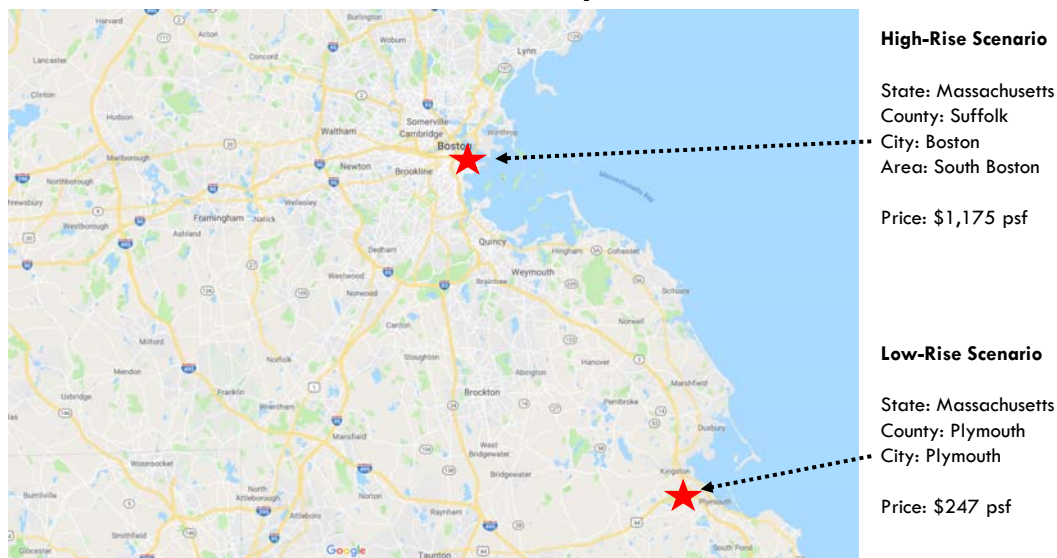 High-Rise Scenario
State: Massachusetts
County: Suffolk
City: Boston
Area: South Boston
Price: $1,175 psf
Low-Rise Scenario
State: Massachusetts
County: Plymouth
City: Plymouth
Price: $247 psf
Burlington
Harvard
Woburn
Lynn
Concord
Lancaster
Clinton
Somerville
Cambridge
Winthrop
Waltham
Boston
Hudson
Marlborough
Newton
Brookline
Northborough
Wellesley
Massachusetts Bay
Framingham
Natick
Westborough
Ashland
Quincy
Dedham
Hingham
Cohasset
Weymouth
Westwood
Braintree
Norwood
Scituate
Canton
Norwell
Milford
Stoughton
Hanover
Norfolk
Mendon
Abington
Marshfield
Franklin
Brockton
Uxbridge
Wrentham
Pembroke
Duxbury
Mansfield
West
Bridgewater
Woonsocket
Kingston
Bridgewater
Burrillville
North
Attleborough
Norton
Plymouth
Attleboro
Raynham
Smithfield
Glocester
Google
Taunton
South Pond